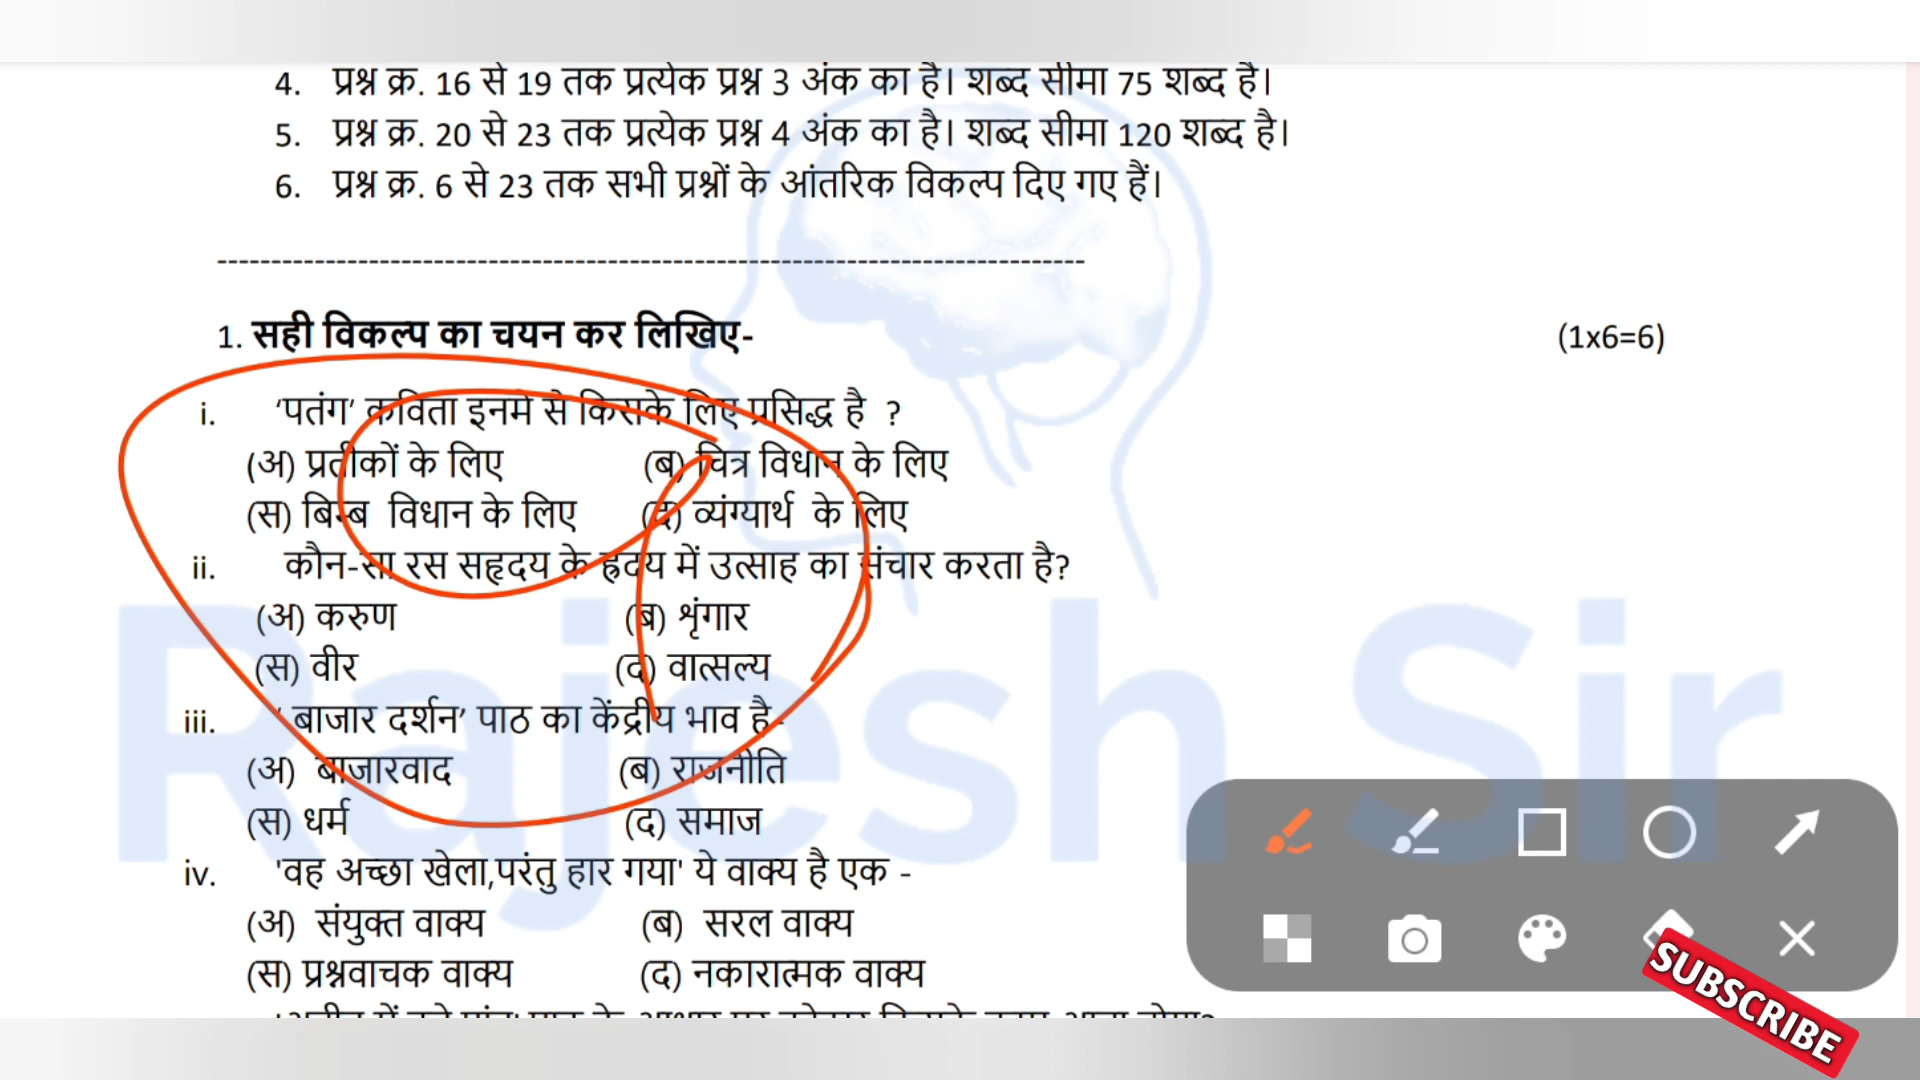 4. प्रश्न क्र. 16 से 19 तक प्रत्येक प्रश्न 3 अंक का है। शब्द सीमा 75 शब्द है।
5. प्रश्न क्र. 20 से 23 तक प्रत्येक प्रश्न 4 अंक का है। शब्द सीमा 120 शब्द है।
6. प्रश्न क्र. 6 से 23 तक सभी प्रश्नों के आंतरिक विकल्प दिए गए हैं।
--------------------------------------------------------------------------------
1. सही विकल्प का चयन कर लिखिए- (1x6=6)
i. ‘पतंग’ कविता इनमे से किसके लिए प्रसिद्ध है ?
(अ) प्रतीकों के लिए (ब) चित्र विधान के लिए
(स) बिम्ब विधान के लिए (द) व्यंग्यार्थ के लिए
ii. कौन-सा रस सहृदय के ह्रदय में उत्साह का संचार करता है?
(अ) करुण (ब) शृंगार
(स) वीर (द) वात्सल्य
iii. ‘ बाजार दर्शन’ पाठ का केंद्रीय भाव है-
(अ) बाजारवाद (ब) राजनीति
(स) धर्म (द) समाज
iv. 'वह अच्छा खेला,परंतु हार गया' ये वाक्य है एक -
(अ) संयुक्त वाक्य (ब) सरल वाक्य
(स) प्रश्नवाचक वाक्य (द) नकारात्मक वाक्य
Rajesh Sir
SUBSCRIBE